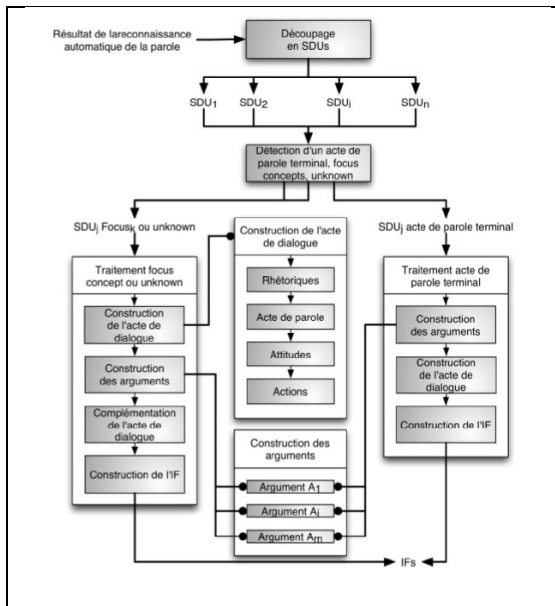 Résultat de lareconnaissance
automatique de la parole
Découpage
en SDUs
SDU1
SDU2
SDUi
SDUn
Détection d'un acte de
parole terminal, focus
concepts, unknown
SDUj Focusk ou unknown
SDUj acte de parole terminal
Traitement focus
concept ou unknown
Construction
de l'acte de
dialogue
Construction
des arguments
Complémentation
de l'acte de
dialogue
Construction de l'IF
Construction de l'acte
de dialogue
Rhétoriques
Acte de parole
Attitudes
Actions
Construction des
arguments
Argument A1
Argument Ai
Argument Am
Traitement acte de
parole terminal
Construction
des arguments
Construction
de l'acte de
dialogue
Construction de l'IF
IFs